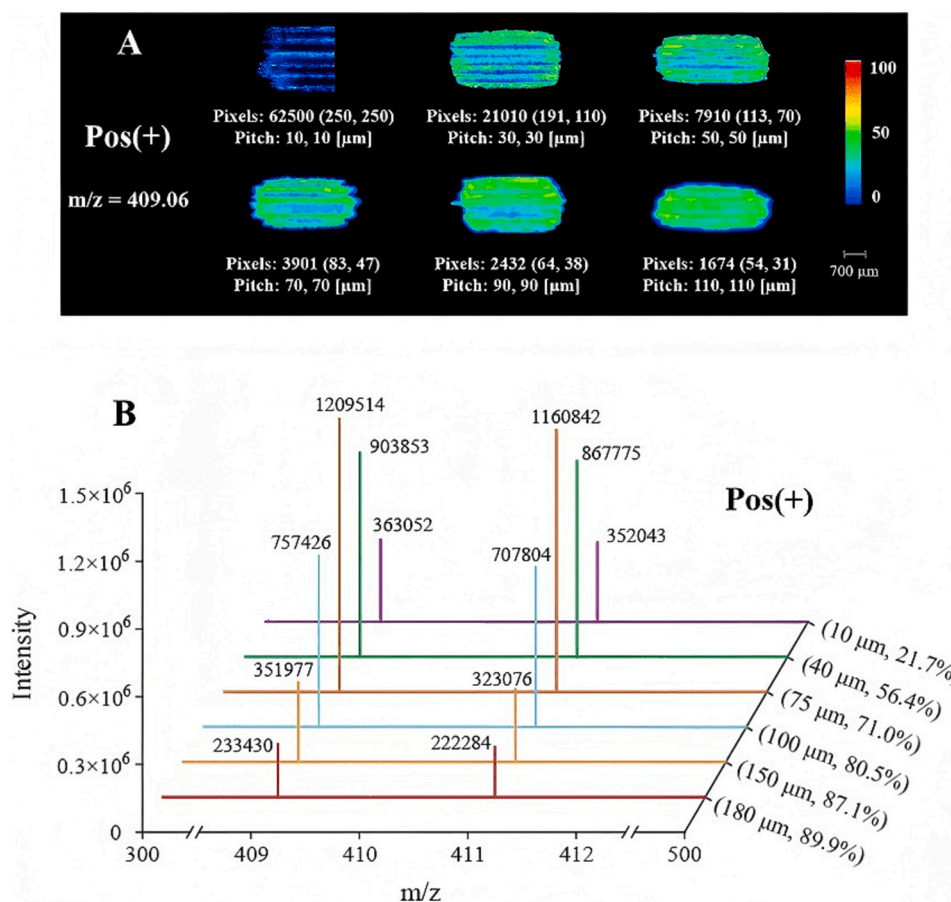 A
Pos(+)
m/z = 409.06
Pixels: 62500 (250, 250)
Pitch: 10, 10 [µm]
Pixels: 21010 (191, 110)
Pitch: 30, 30 [µm]
Pixels: 7910 (113, 70)
Pitch: 50, 50 [µm]
Pixels: 3901 (83, 47)
Pitch: 70, 70 [µm]
Pixels: 2432 (64, 38)
Pitch: 90, 90 [µm]
Pixels: 1674 (54, 31)
Pitch: 110, 110 [µm]
100
50
0
700 µm
B
Pos(+)
1209514
1160842
903853
867775
363052
352043
757426
707804
351977
323076
233430
222284
Intensity
1.5×10⁶
1.2×10⁶
0.9×10⁶
0.6×10⁶
0.3×10⁶
0
300
409
410
411
412
500
m/z
(10 µm, 21.7%
(40 µm, 56.4%)
(75 µm, 71.0%)
(100 µm, 80.5%)
(150 µm, 87.1%)
(180 µm, 89.9%)